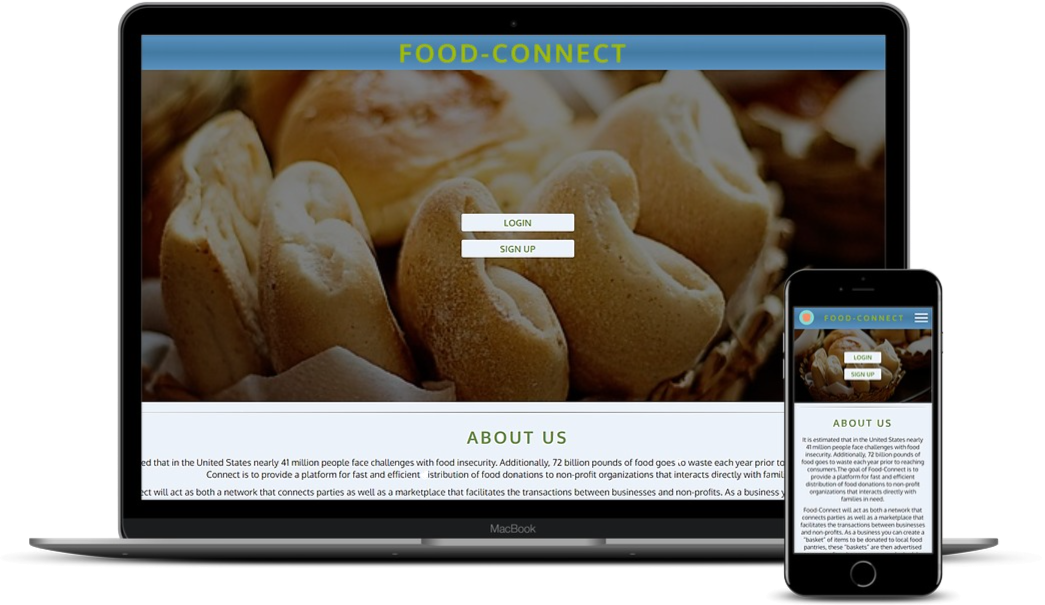 FOOD-CONNECT
LOGIN
SIGN UP
ABOUT US
ed that in the United States nearly 41 million people face challenges with food insecurity. Additionally, 72 billion pounds of food goes to waste each year prior to
Connect is to provide a platform for fast and efficient istribution of food donations to non-profit organizations that interacts directly with famil
ect will act as both a network that connects parties as well as a marketplace that facilitates the transactions between businesses and non-profits. As a business y
MacBook
FOOD-CONNECT
LOGIN
SIGN UP
ABOUT US
It is estimated that in the United States nearly
41 million people face challenges with food
insecurity. Additionally, 72 billion pounds of
food goes to waste each year prior to reaching
consumers.The goal of Food-Connect is to
provide a platform for fast and efficient
distribution of food donations to non-profit
organizations that interacts directly with
families in need.
Food-Connect will act as both a network that
connects parties as well as a marketplace that
facilitates the transactions between businesses
and non-profits. As a business you can create a
"basket" of items to be donated to local food
pantries, these "baskets" are then advertised